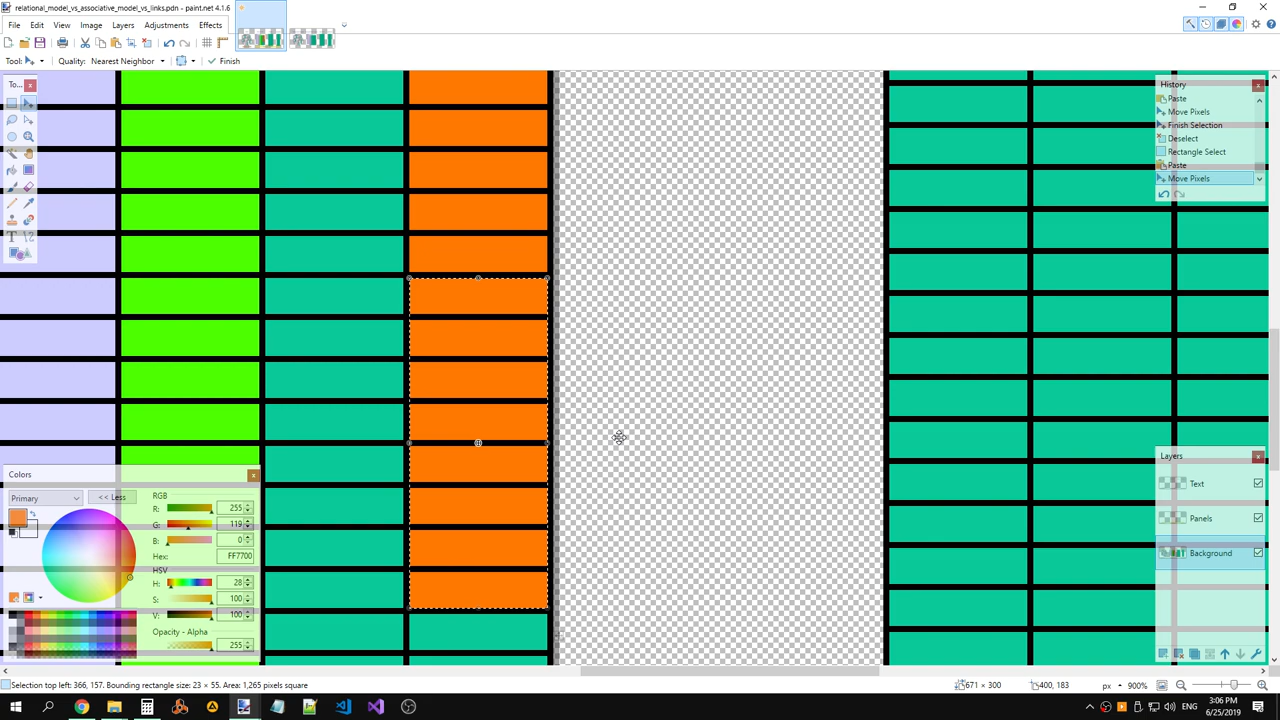 relational_model_vs_associative_model_vs_links.pdn - paint.net 4.1.6
File Edit View Image Layers Adjustments Effects
Tool: Quality: Nearest Neighbor Finish
To...
History
Paste
Move Pixels
Finish Selection
Deselect
Rectangle Select
Paste
Move Pixels
Colors
Primary
<< Less
RGB
R: 255
G: 119
B: 0
Hex: FF7700
HSV
H: 28
S: 100
V: 100
Opacity - Alpha
255
Layers
Text
Panels
Background
Selection top left: 366, 157. Bounding rectangle size: 23 × 55. Area: 1,265 pixels square
671 × 300
400, 183
px
900%
ENG
3:06 PM
6/25/2019